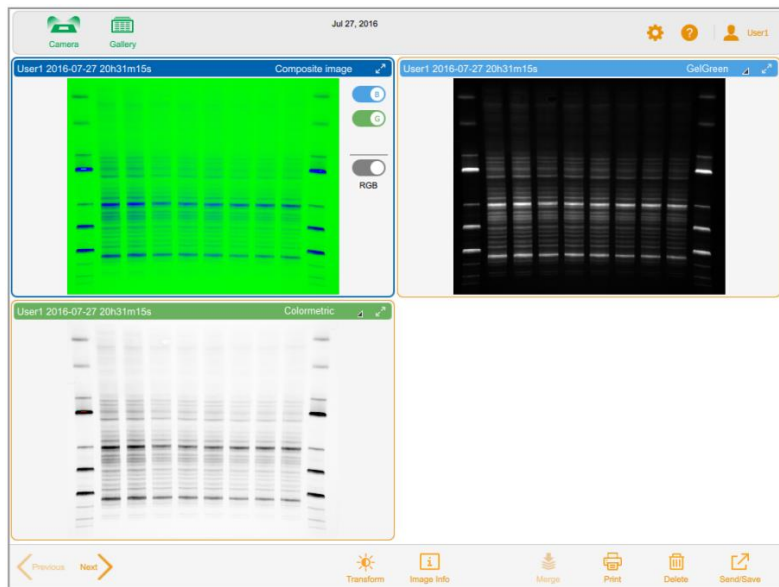 Jul 27, 2016
Camera
Gallery
?
User1
User1 2016-07-27 20h31m15s
Composite image
B
G
RGB
User1 2016-07-27 20h31m15s
GelGreen
User1 2016-07-27 20h31m15s
Colormetric
Previous
Next
Transform
i
Image Info
Merge
Print
Delete
Send/Save